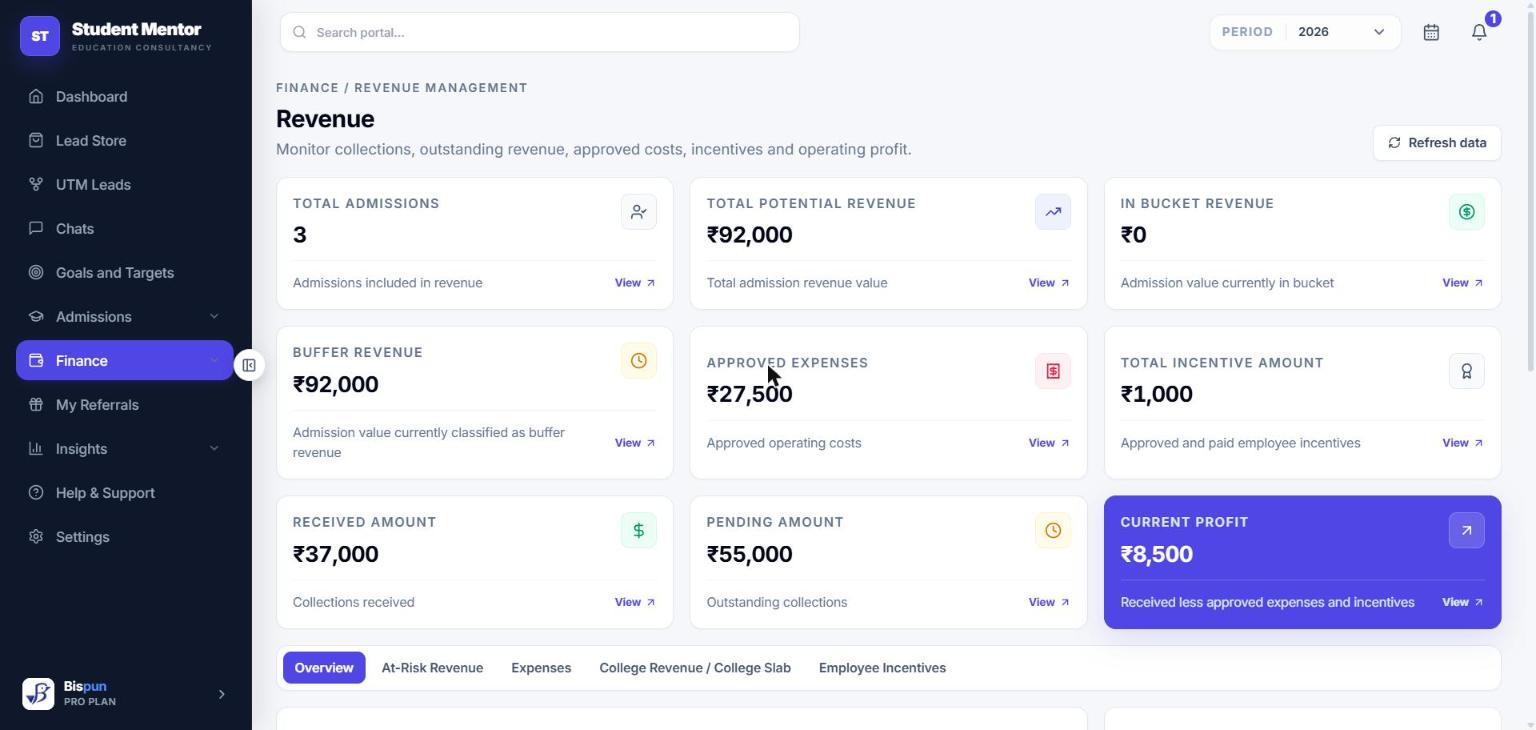 ST
Student Mentor
EDUCATION CONSULTANCY
Dashboard
Lead Store
UTM Leads
Chats
Goals and Targets
Admissions
Finance
My Referrals
Insights
Help & Support
Settings
Bispun
PRO PLAN
Search portal...
PERIOD 2026
1
FINANCE / REVENUE MANAGEMENT
Revenue
Monitor collections, outstanding revenue, approved costs, incentives and operating profit.
Refresh data
TOTAL ADMISSIONS
3
Admissions included in revenue
View
TOTAL POTENTIAL REVENUE
₹92,000
Total admission revenue value
View
IN BUCKET REVENUE
₹0
Admission value currently in bucket
View
BUFFER REVENUE
₹92,000
Admission value currently classified as buffer
revenue
View
APPROVED EXPENSES
₹27,500
Approved operating costs
View
TOTAL INCENTIVE AMOUNT
₹1,000
Approved and paid employee incentives
View
RECEIVED AMOUNT
₹37,000
Collections received
View
PENDING AMOUNT
₹55,000
Outstanding collections
View
CURRENT PROFIT
₹8,500
Received less approved expenses and incentives
View
Overview
At-Risk Revenue
Expenses
College Revenue / College Slab
Employee Incentives